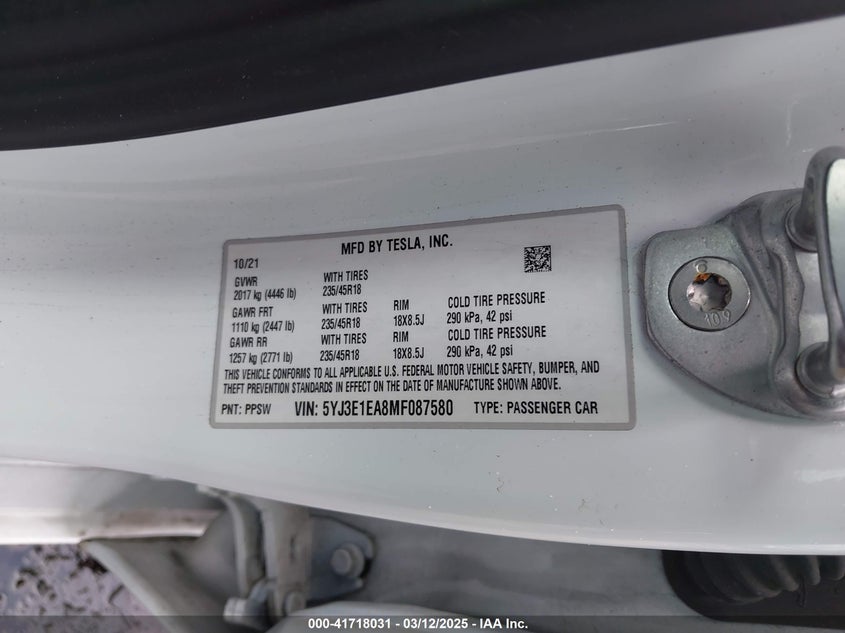 MFD BY TESLA, INC.
10/21
GVWR
2017 kg (4446 lb)
WITH TIRES
235/45R18
GAWR FRT
1110 kg (2447 lb)
WITH TIRES
235/45R18
RIM
18X8.5J
COLD TIRE PRESSURE
290 kPa, 42 psi
GAWR RR
1257 kg (2771 lb)
WITH TIRES
235/45R18
RIM
18X8.5J
COLD TIRE PRESSURE
290 kPa, 42 psi
THIS VEHICLE CONFORMS TO ALL APPLICABLE U.S. FEDERAL MOTOR VEHICLE SAFETY, BUMPER, AND
THEFT PREVENTION STANDARDS IN EFFECT ON THE DATE OF MANUFACTURE SHOWN ABOVE.
PNT: PPSW VIN: 5YJ3E1EA8MF087580 TYPE: PASSENGER CAR
10.9
000-41718031 - 03/12/2025 - IAA Inc.